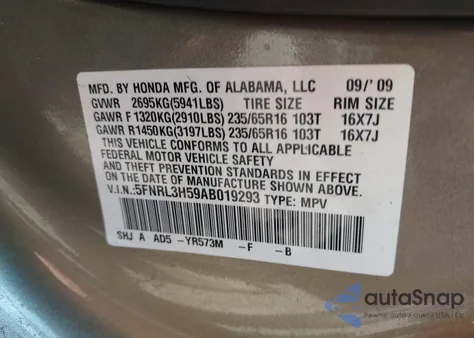 MFD. BY HONDA MFG. OF ALABAMA, LLC 09/'09
GVWR 2695KG(5941LBS) TIRE SIZE RIM SIZE
GAWR F 1320KG(2910LBS) 235/65R16 103T 16X7J
GAWR R1450KG(3197LBS) 235/65R16 103T 16X7J
THIS VEHICLE CONFORMS TO ALL APPLICABLE
FEDERAL MOTOR VEHICLE SAFETY
AND THEFT PREVENTION STANDARDS IN EFFECT
ON THE DATE OF MANUFACTURE SHOWN ABOVE.
V.I.N.:5FNRL3H59AB019293 TYPE: MPV
SHJ A AD5 -YR573M -F -B
autoSnap